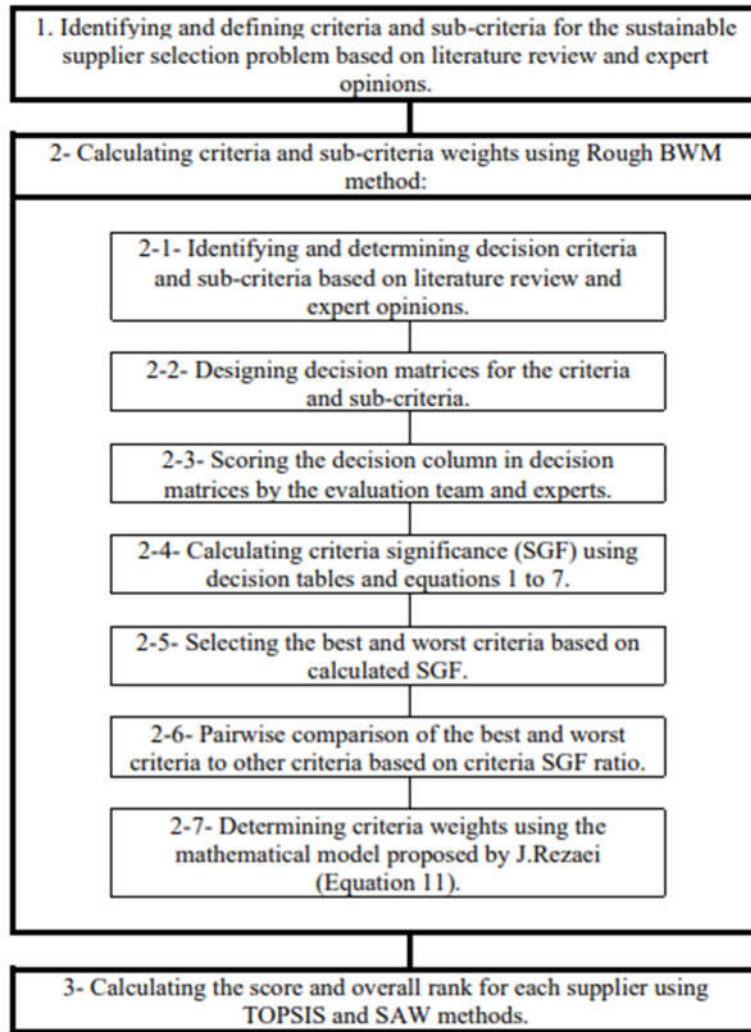 1. Identifying and defining criteria and sub-criteria for the sustainable
supplier selection problem based on literature review and expert
opinions.
2- Calculating criteria and sub-criteria weights using Rough BWM
method:
2-1- Identifying and determining decision criteria
and sub-criteria based on literature review and
expert opinions.
2-2- Designing decision matrices for the criteria
and sub-criteria.
2-3- Scoring the decision column in decision
matrices by the evaluation team and experts.
2-4- Calculating criteria significance (SGF) using
decision tables and equations 1 to 7.
2-5- Selecting the best and worst criteria based on
calculated SGF.
2-6- Pairwise comparison of the best and worst
criteria to other criteria based on criteria SGF ratio.
2-7- Determining criteria weights using the
mathematical model proposed by J.Rezaei
(Equation 11).
3- Calculating the score and overall rank for each supplier using
TOPSIS and SAW methods.